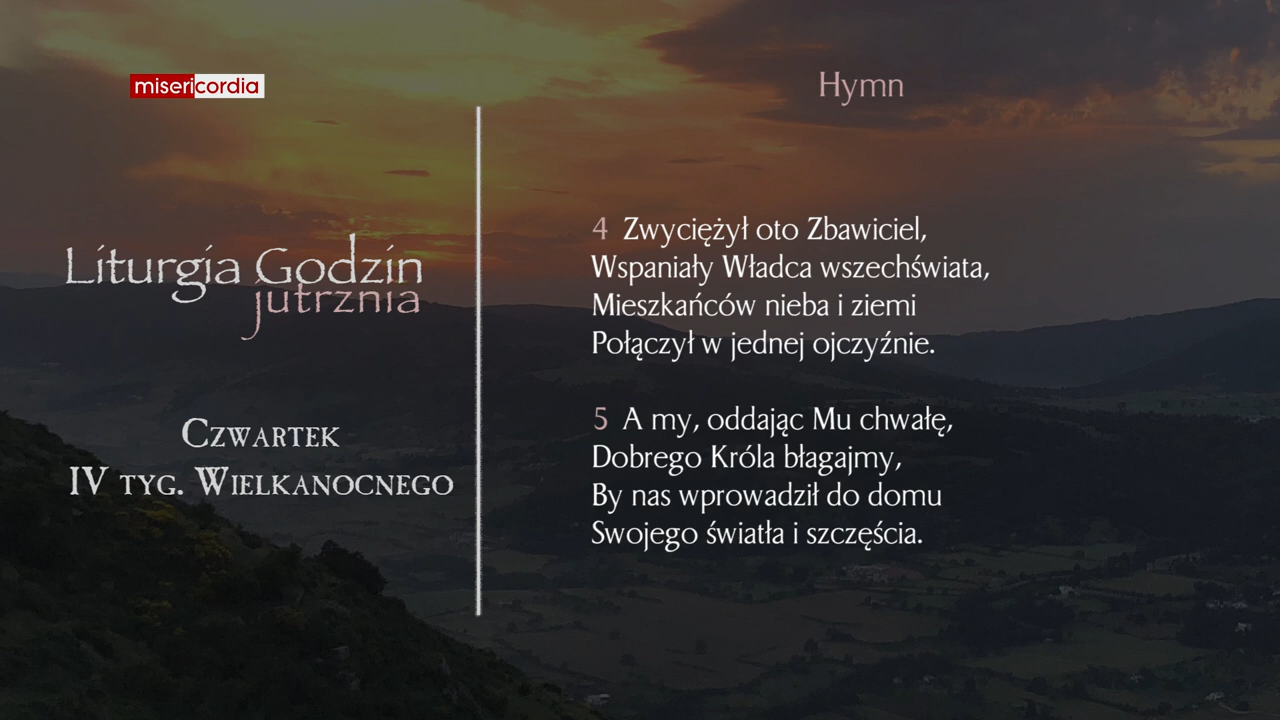 misericordia
Liturgia Godzin
jutrznia
Czwartek
IV tyg. Wielkanocnego
Hymn
4 Zwyciężył oto Zbawiciel,
Wspaniały Władca wszechświata,
Mieszkańców nieba i ziemi
Połączył w jednej ojczyźnie.
5 A my, oddając Mu chwałę,
Dobrego Króla błagajmy,
By nas wprowadził do domu
Swojego światła i szczęścia.